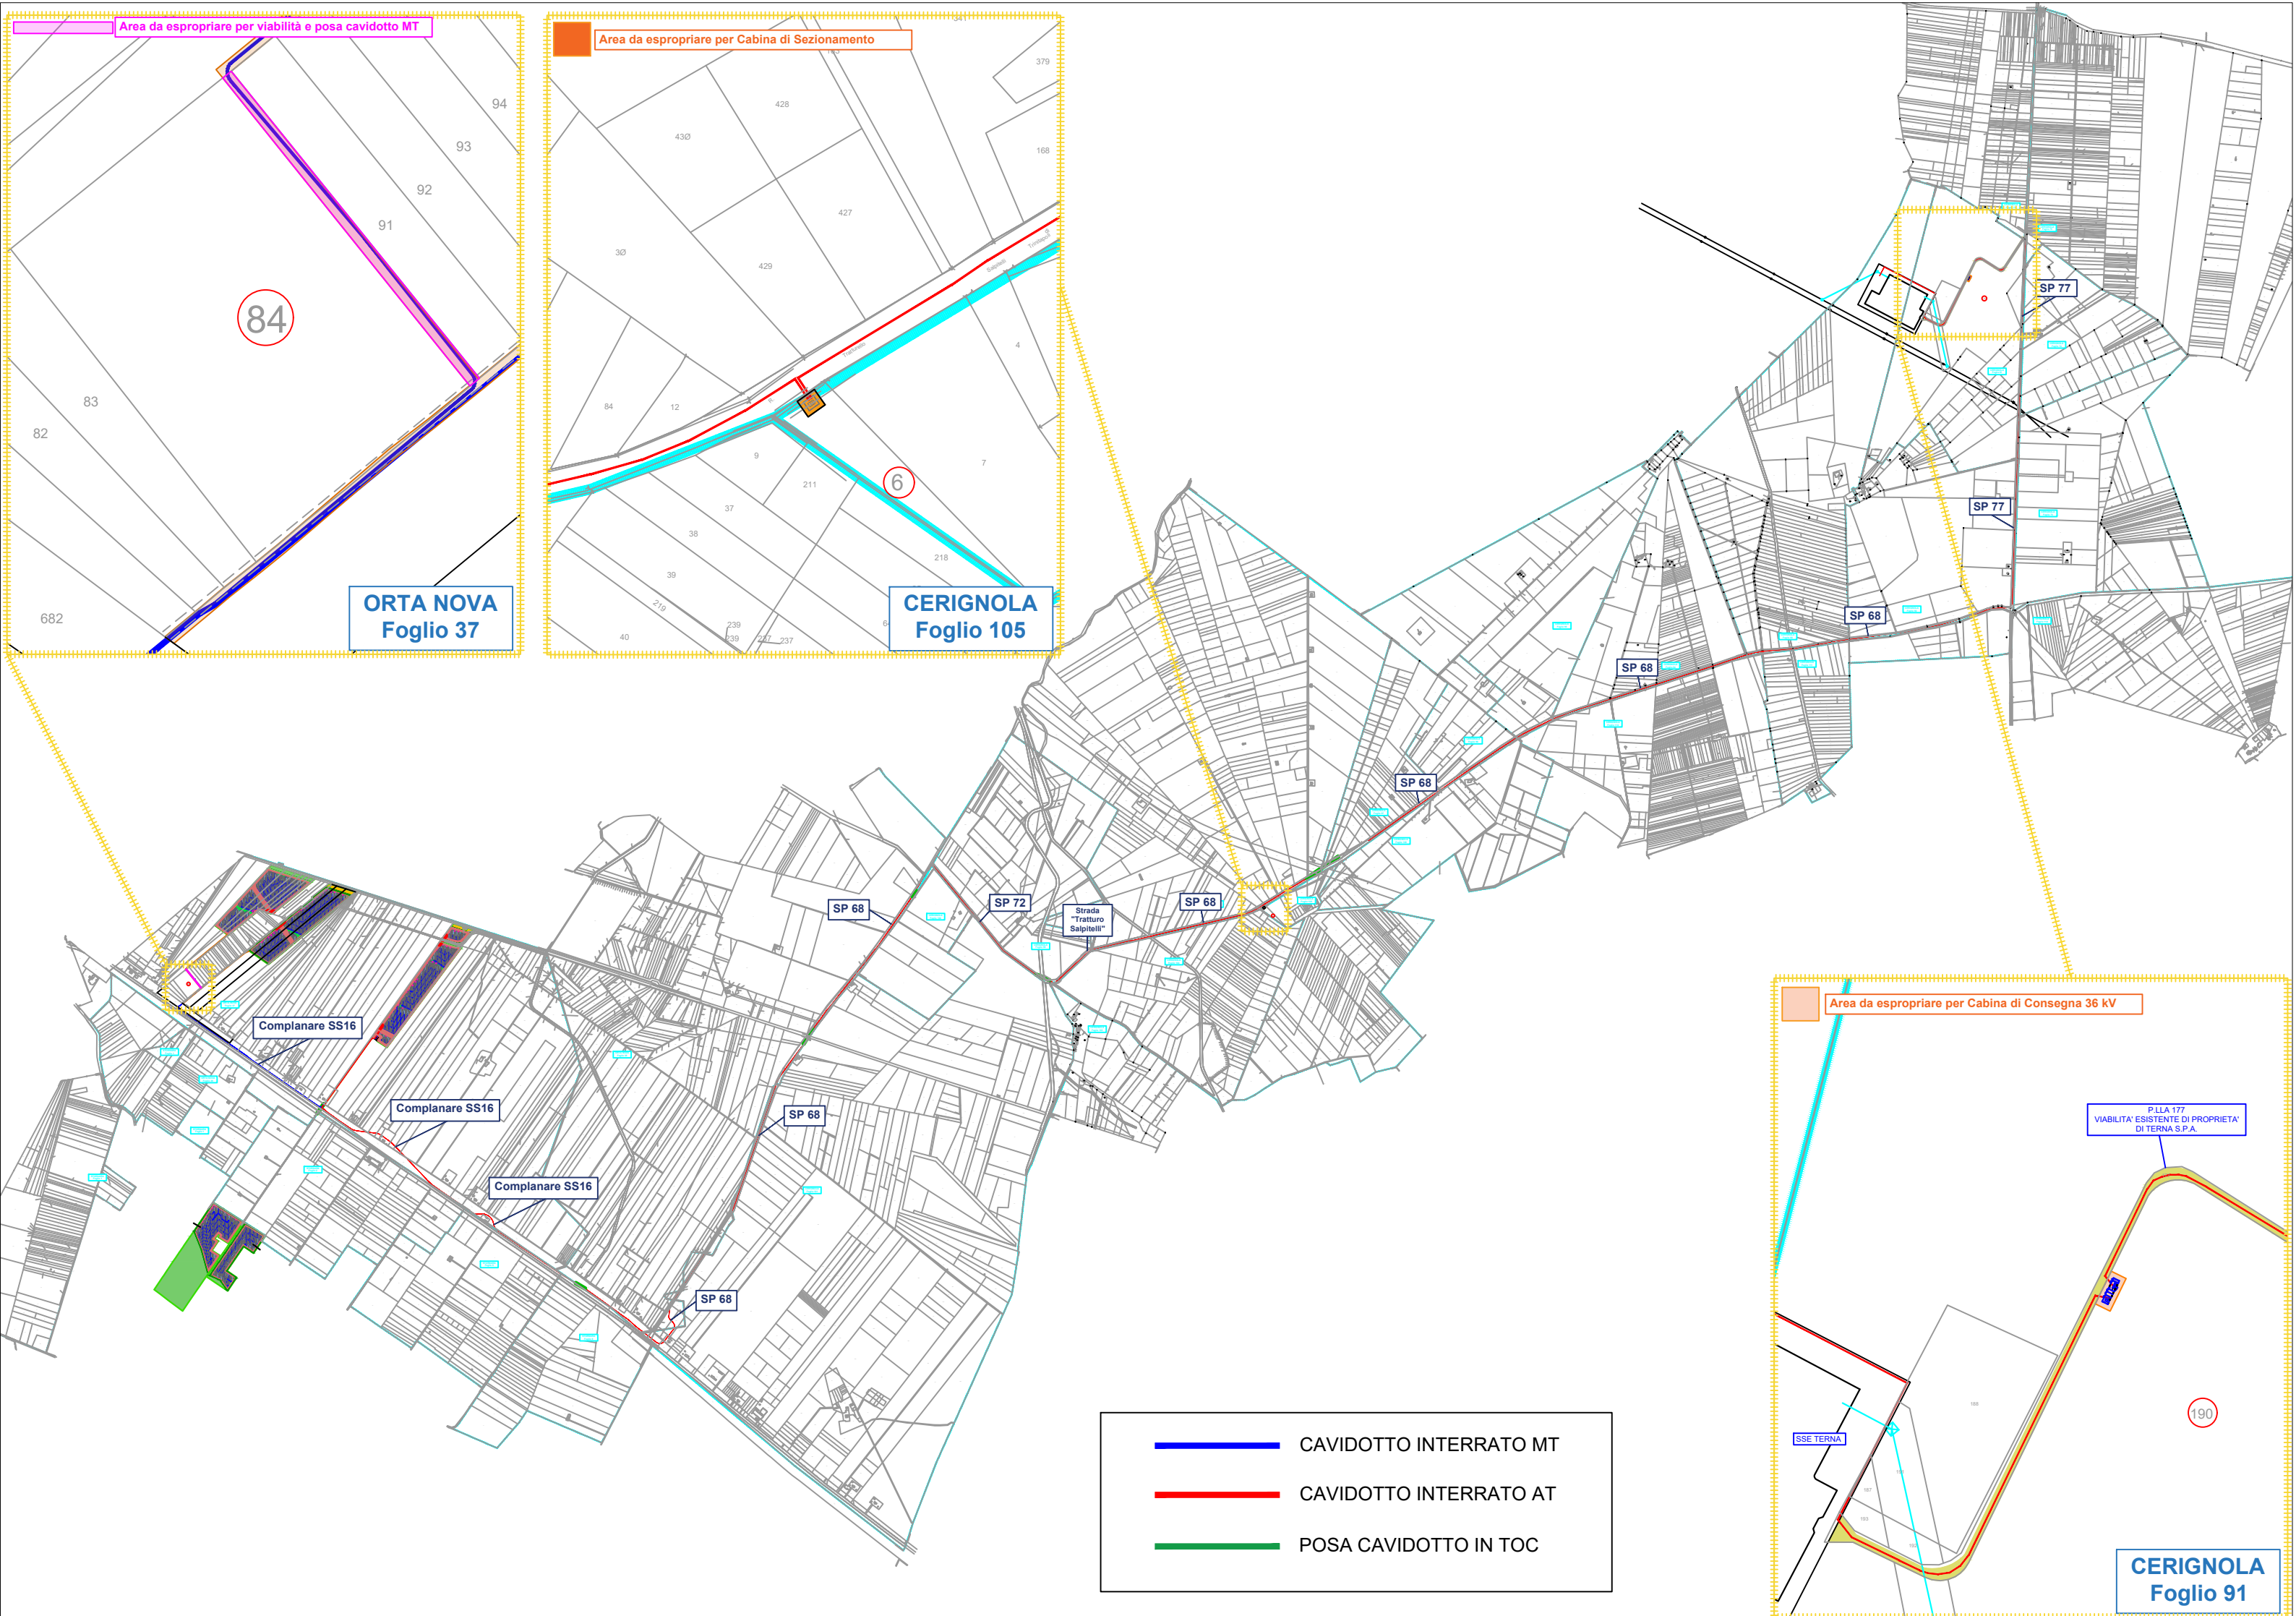 Area da espropriare per viabilità e posa cavidotto MT
94
93
92
91
84
83
82
682
ORTA NOVA
Foglio 37
Area da espropriare per Cabina di Sezionamento
379
428
43Ø
168
427
3Ø
429
4
84
12
9
7
211
6
37
38
218
39
219
239
239
237
237
40
CERIGNOLA
Foglio 105
SP 77
SP 77
SP 68
SP 68
SP 68
SP 68
SP 72
Strada
"Tratturo
Salpitelli"
SP 68
Complanare SS16
Complanare SS16
SP 68
Complanare SS16
SP 68
Area da espropriare per Cabina di Consegna 36 kV
P.LLA 177
VIABILITA' ESISTENTE DI PROPRIETA'
DI TERNA S.P.A.
190
SSE TERNA
CERIGNOLA
Foglio 91
CAVIDOTTO INTERRATO MT
CAVIDOTTO INTERRATO AT
POSA CAVIDOTTO IN TOC